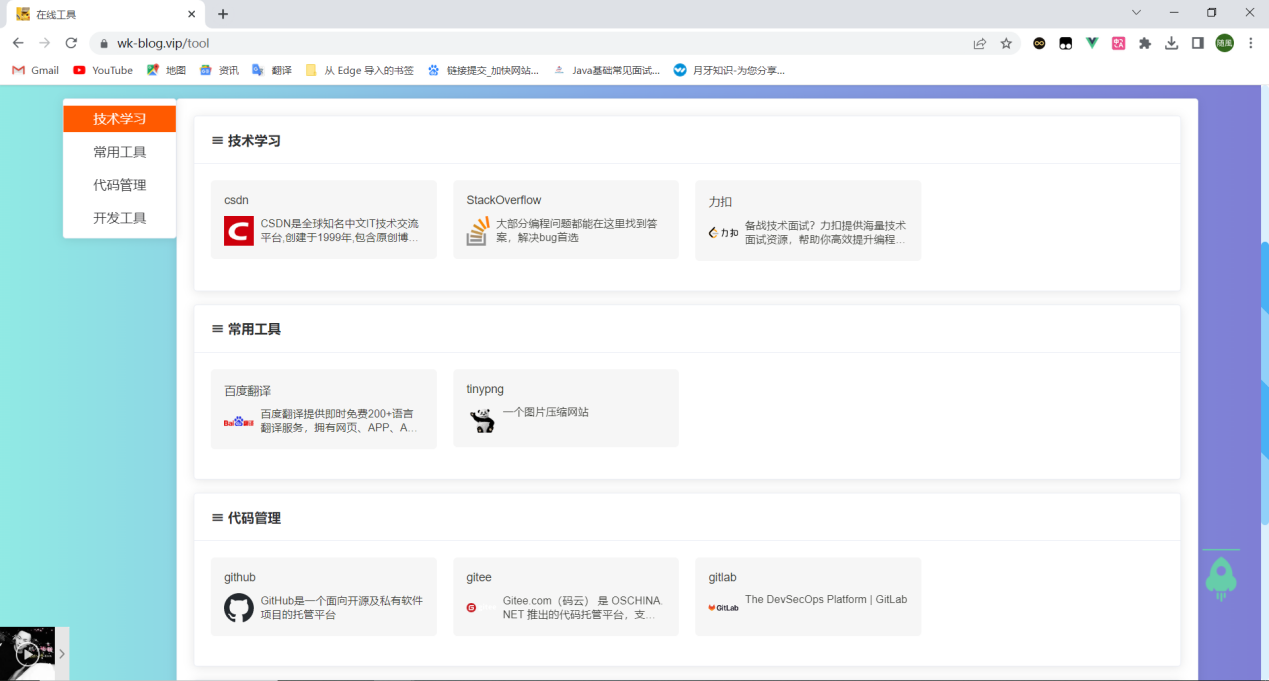 在线工具
wk-blog.vip/tool
Gmail
YouTube
地图
资讯
翻译
从 Edge 导入的书签
链接提交_加快网站...
Java基础常见面试...
月牙知识-为您分享...
技术学习
常用工具
代码管理
开发工具
技术学习
csdn
CSDN是全球知名中文IT技术交流
平台,创建于1999年,包含原创博...
StackOverflow
大部分编程问题都能在这里找到答
案，解决bug首选
力扣
力扣
备战技术面试？力扣提供海量技术
面试资源，帮助你高效提升编程...
常用工具
百度翻译
百度翻译提供即时免费200+语言
翻译服务，拥有网页、APP、A...
tinypng
一个图片压缩网站
代码管理
github
GitHub是一个面向开源及私有软件
项目的托管平台
gitee
Gitee.com（码云） 是 OSCHINA.
NET 推出的代码托管平台，支...
gitlab
GitLab
The DevSecOps Platform | GitLab